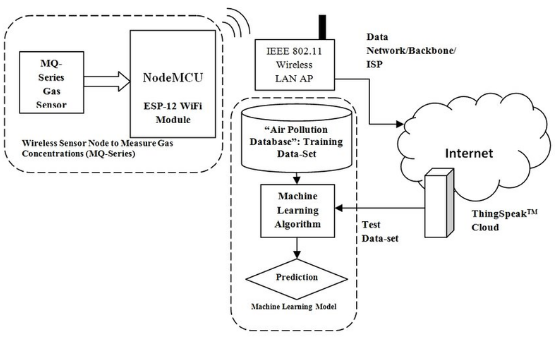 MQ-
Series
Gas
Sensor
NodeMCU
ESP-12 WiFi
Module
Wireless Sensor Node to Measure Gas
Concentrations (MQ-Series)
IEEE 802.11
Wireless
LAN AP
Data
Network/Backbone/
ISP
"Air Pollution
Database": Training
Data-Set
Machine
Learning
Algorithm
Prediction
Machine Learning Model
Internet
ThingSpeak™
Cloud
Test
Data-set